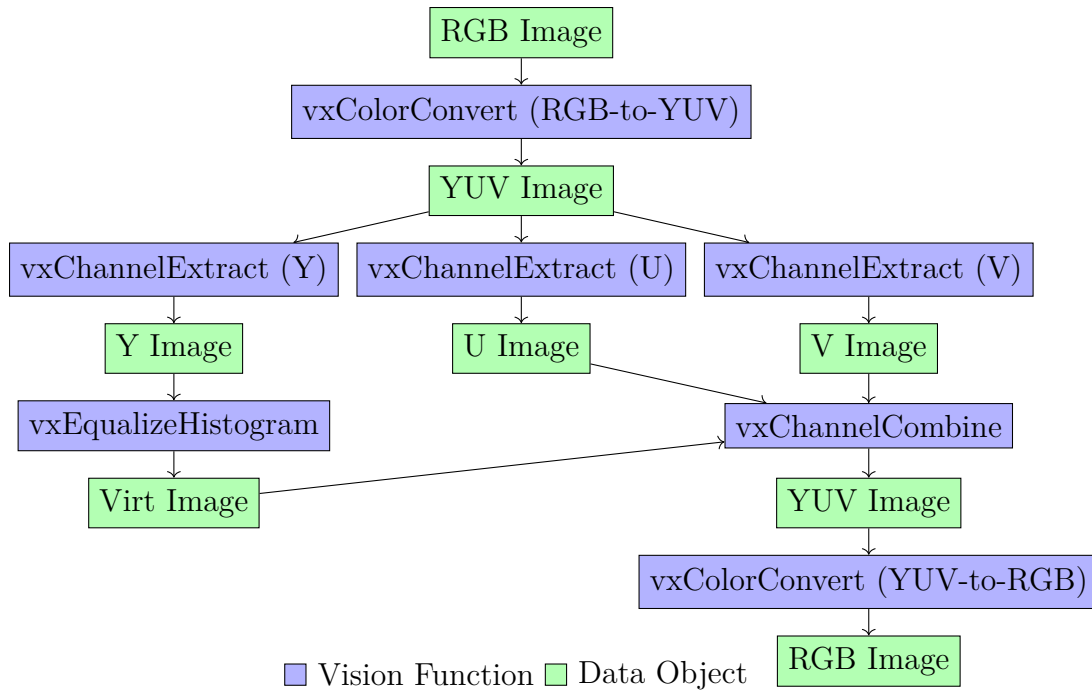 RGB Image
vxColorConvert (RGB-to-YUV)
YUV Image
vxChannelExtract (Y)
vxChannelExtract (U)
vxChannelExtract (V)
Y Image
U Image
V Image
vxEqualizeHistogram
vxChannelCombine
Virt Image
YUV Image
vxColorConvert (YUV-to-RGB)
RGB Image
Vision Function
Data Object